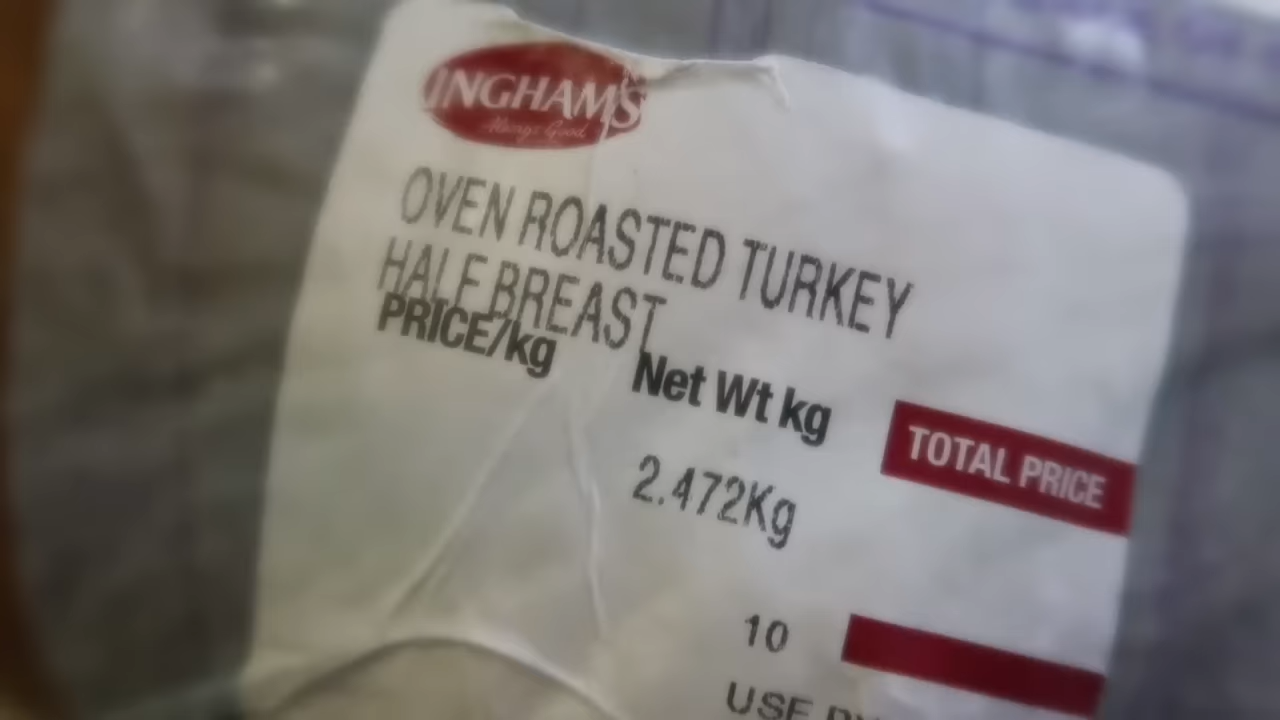 INGHAM'S
Always Good
OVEN ROASTED TURKEY
HALF BREAST
PRICE/kg
Net Wt kg
TOTAL PRICE
2.472Kg
10
USE BY